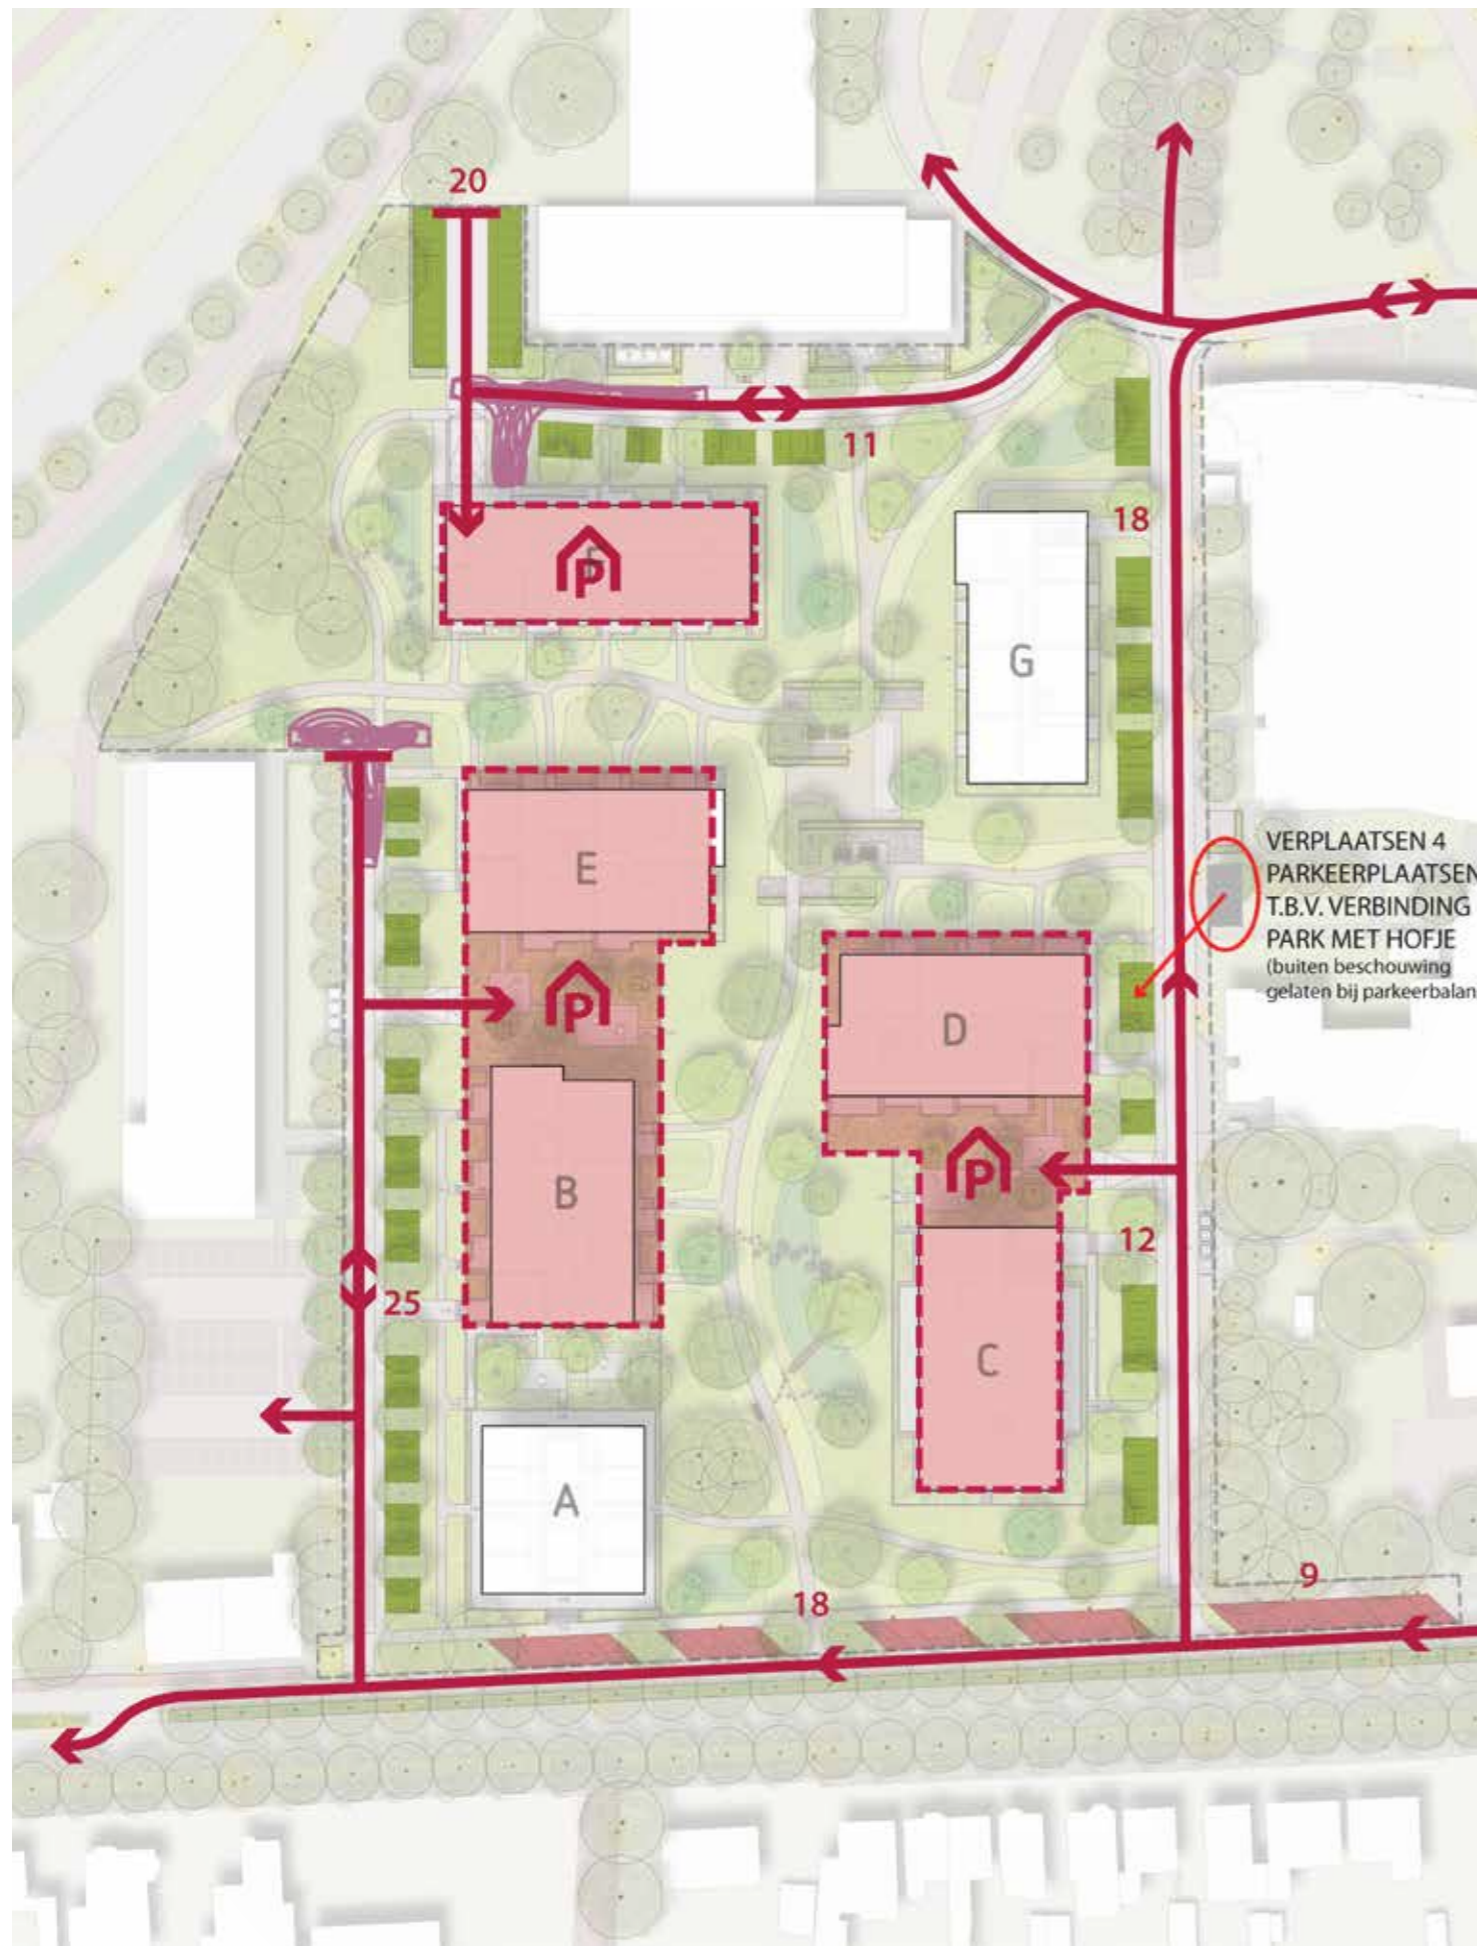 20
11
18
P
G
E
VERPLAATSEN 4
PARKEERPLAATSEN
T.B.V. VERBINDING
PARK MET HOFJE
(buiten beschouwing
gelaten bij parkeerbalan
P
D
P
B
12
25
C
A
18
9